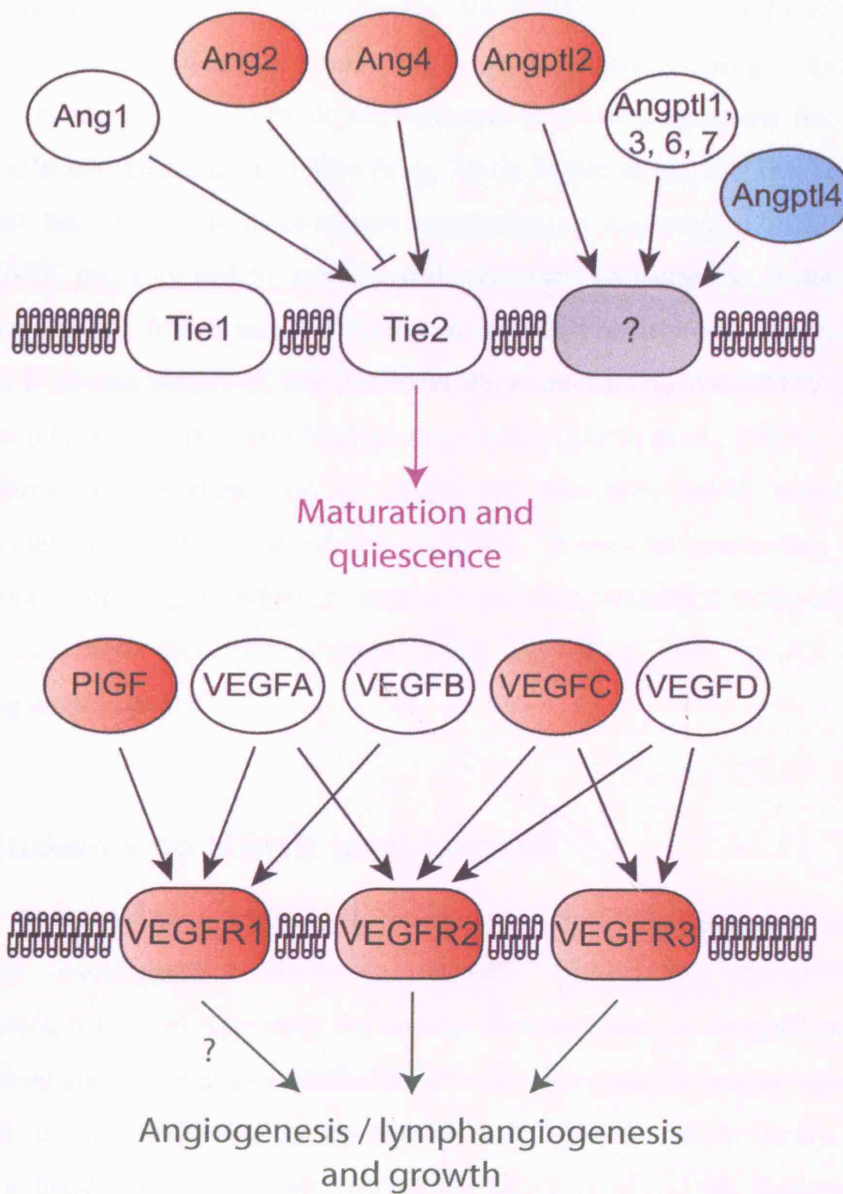 Ang2
Ang4
Angptl2
Ang1
Angptl1,
3, 6, 7
Angptl4
Tie1
Tie2
?
Maturation and
quiescence
PlGF
VEGFA
VEGFB
VEGFC
VEGFD
VEGFR1
VEGFR2
VEGFR3
?
Angiogenesis / lymphangiogenesis
and growth